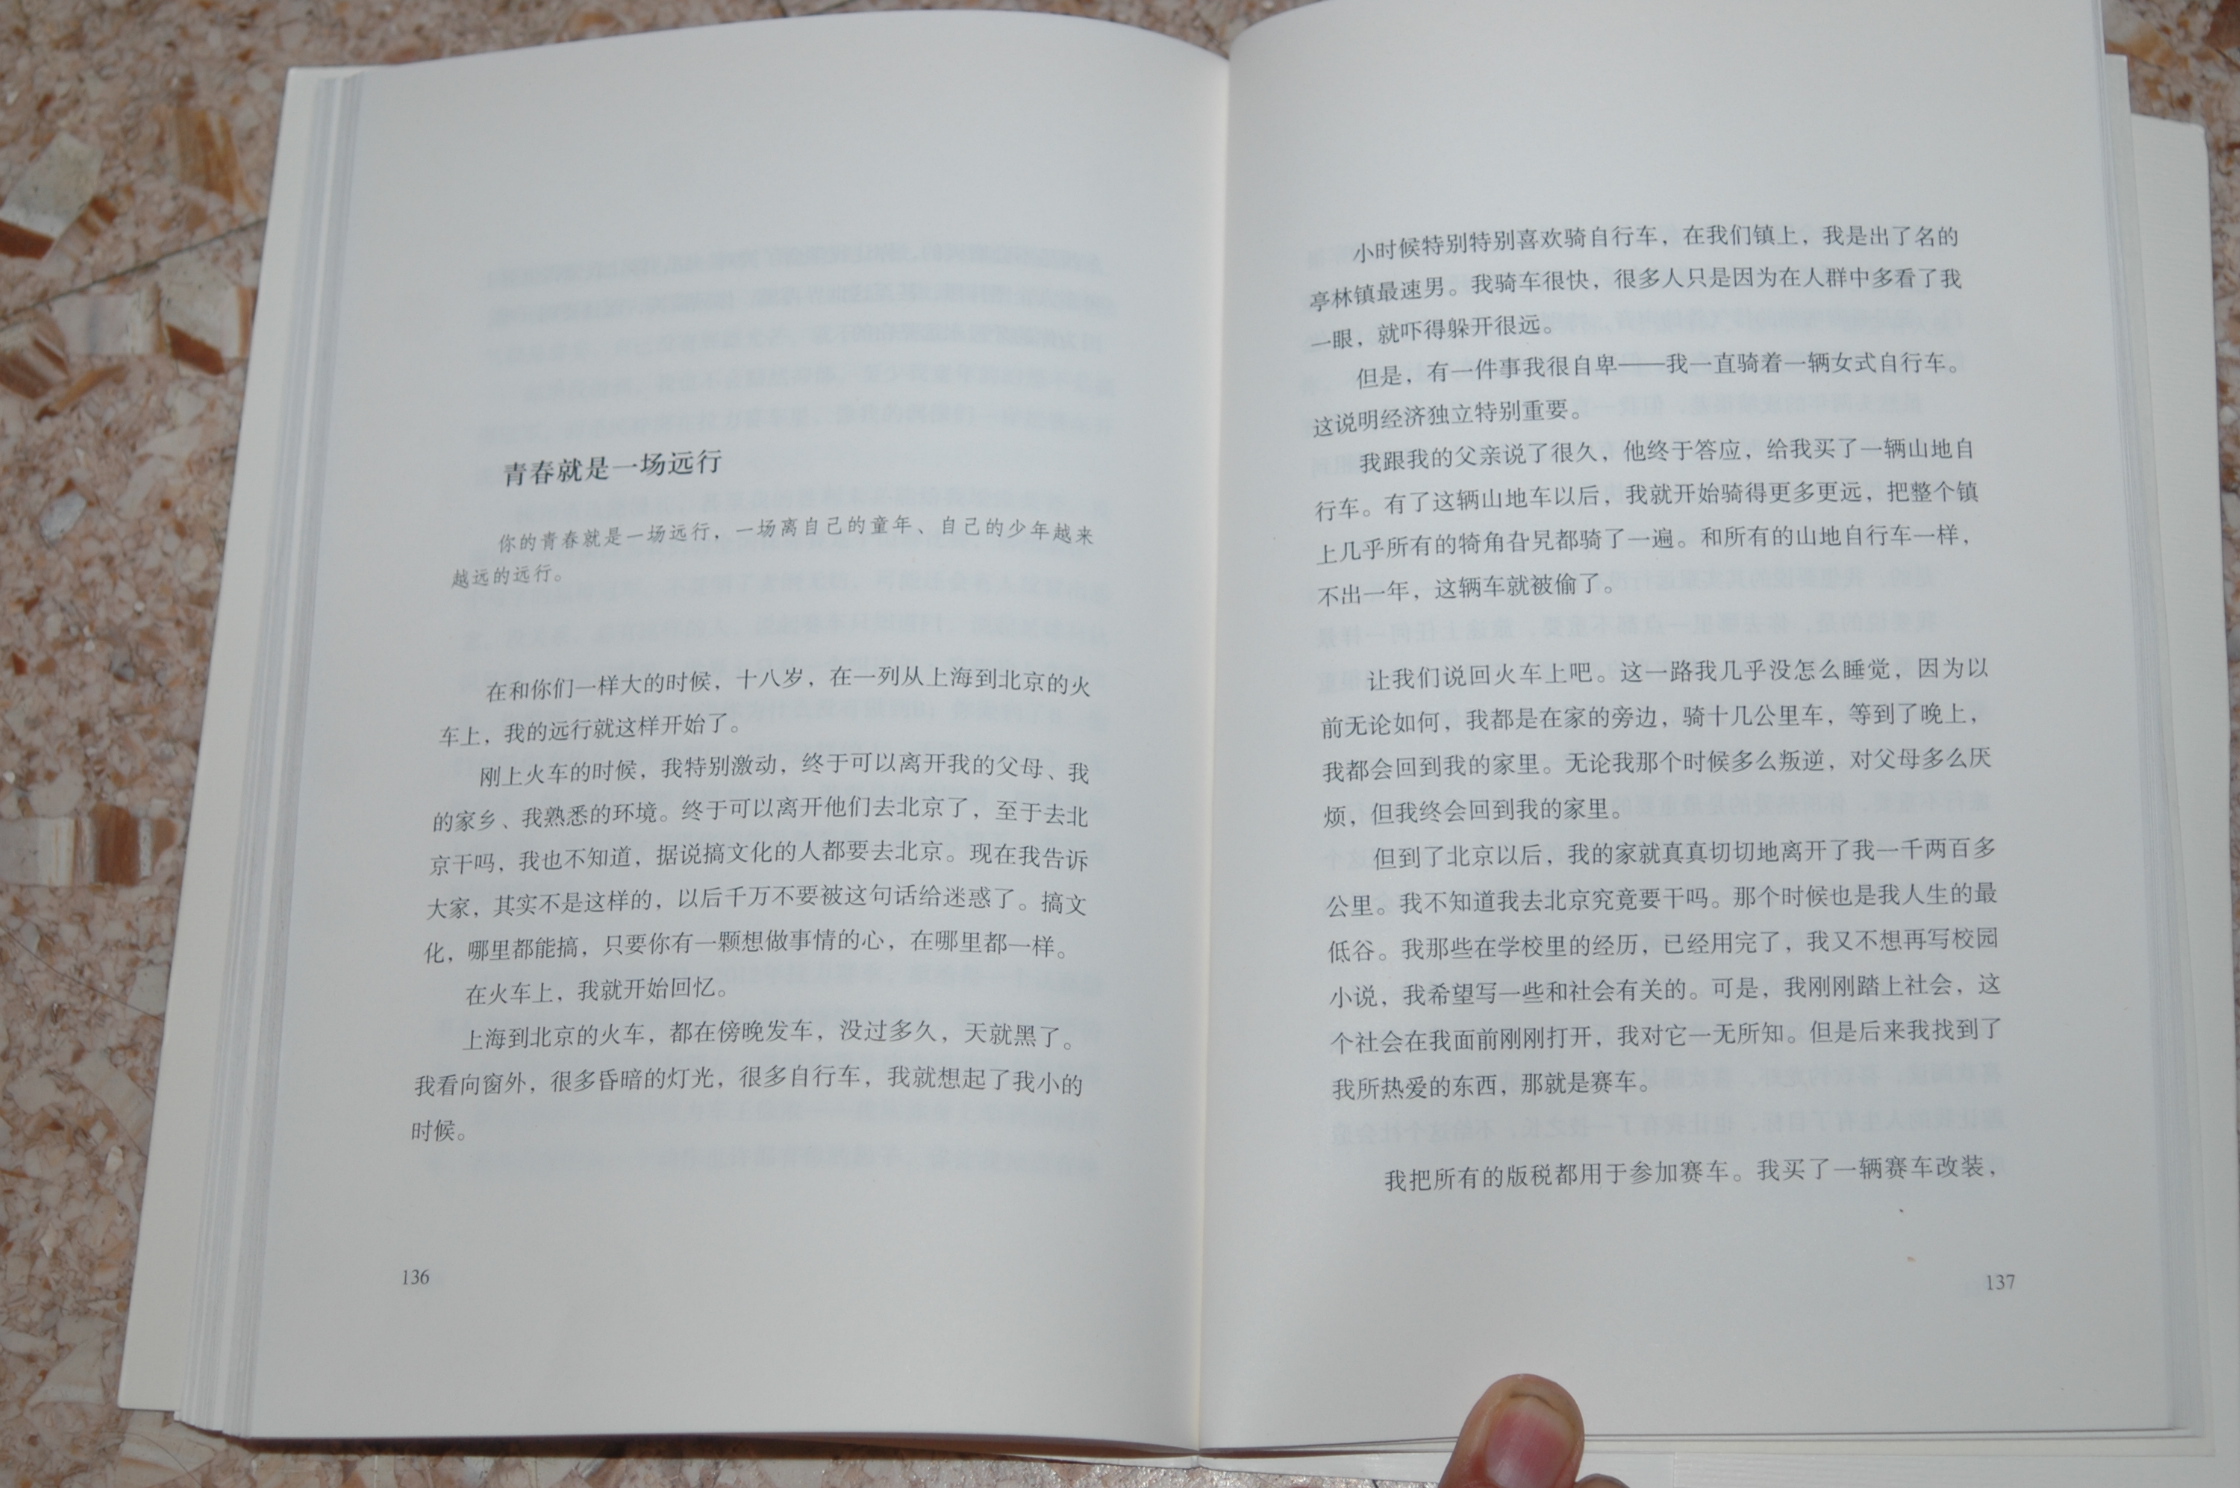 青春就是一场远行
你的青春就是一场远行，一场离自己的童年、自己的少年越来
越远的远行。
在和你们一样大的时候，十八岁，在一列从上海到北京的火
车上，我的远行就这样开始了。
刚上火车的时候，我特别激动，终于可以离开我的父母、我
的家乡、我熟悉的环境。终于可以离开他们去北京了，至于去北
京干吗，我也不知道，据说搞文化的人都要去北京。现在我告诉
大家，其实不是这样的，以后千万不要被这句话给迷惑了。搞文
化，哪里都能搞，只要你有一颗想做事情的心，在哪里都一样。
在火车上，我就开始回忆。
上海到北京的火车，都在傍晚发车，没过多久，天就黑了。
我看向窗外，很多昏暗的灯光，很多自行车，我就想起了我小的
时候。
136
小时候特别特别喜欢骑自行车，在我们镇上，我是出了名的
亭林镇最速男。我骑车很快，很多人只是因为在人群中多看了我
一眼，就吓得躲开很远。
但是，有一件事我很自卑——我一直骑着一辆女式自行车。
这说明经济独立特别重要。
我跟我的父亲说了很久，他终于答应，给我买了一辆山地自
行车。有了这辆山地车以后，我就开始骑得更多更远，把整个镇
上几乎所有的犄角旮旯都骑了一遍。和所有的山地自行车一样，
不出一年，这辆车就被偷了。
让我们说回火车上吧。这一路我几乎没怎么睡觉，因为以
前无论如何，我都是在家的旁边，骑十几公里车，等到了晚上，
我都会回到我的家里。无论我那个时候多么叛逆，对父母多么厌
烦，但我终会回到我的家里。
但到了北京以后，我的家就真真切切地离开了我一千两百多
公里。我不知道我去北京究竟要干吗。那个时候也是我人生的最
低谷。我那些在学校里的经历，已经用完了，我又不想再写校园
小说，我希望写一些和社会有关的。可是，我刚刚踏上社会，这
个社会在我面前刚刚打开，我对它一无所知。但是后来我找到了
我所热爱的东西，那就是赛车。
我把所有的版税都用于参加赛车。我买了一辆赛车改装，
137